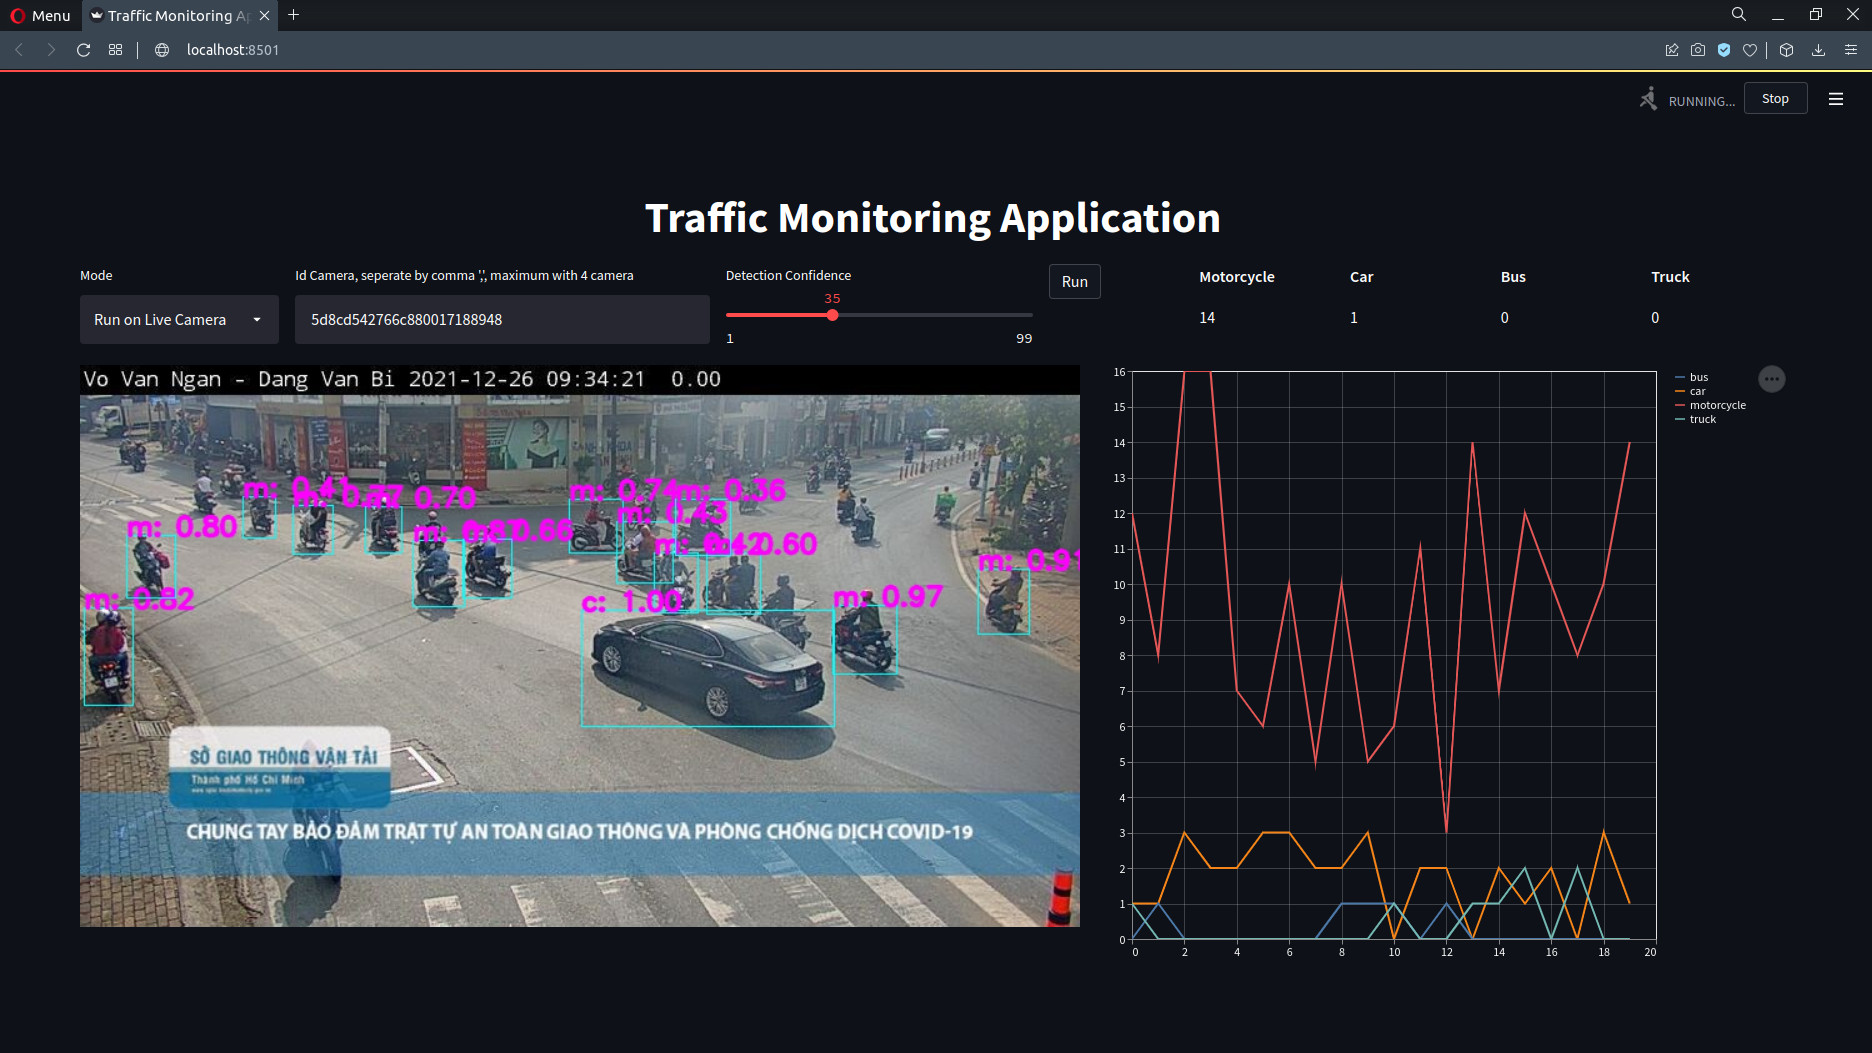 Menu
Traffic Monitoring Ap
localhost:8501
RUNNING...
Stop
Traffic Monitoring Application
Mode
Id Camera, seperate by comma ',', maximum with 4 camera
Detection Confidence
Run
Motorcycle
Car
Bus
Truck
Run on Live Camera
5d8cd542766c880017188948
35
1
99
14
1
0
0
Vo Van Ngan - Dang Van Bi 2021-12-26 09:34:21 0.00
m: 0.41
0.70
m: 0.74
m: 0.36
m: 0.43
m: 0.80
0.66
0.60
m: 0.91
m: 0.82
c: 1.00
m: 0.97
SỞ GIAO THÔNG VẬN TẢI
Thành phố Hồ Chí Minh
CHUNG TAY BẢO ĐẢM TRẬT TỰ AN TOÀN GIAO THÔNG VÀ PHÒNG CHỐNG DỊCH COVID-19
16
15
14
13
12
11
10
9
8
7
6
5
4
3
2
1
0
0 2 4 6 8 10 12 14 16 18 20
bus
car
motorcycle
truck